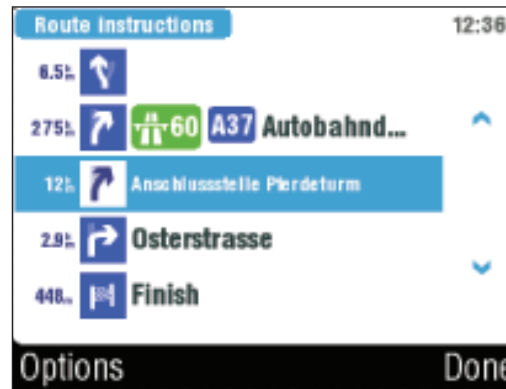 Route instructions 12:36
6.5
275 60 A37 Autobahnd...
12 Anschlussstelle Pferdeturm
2.9 Osterstrasse
448m Finish
Options Done